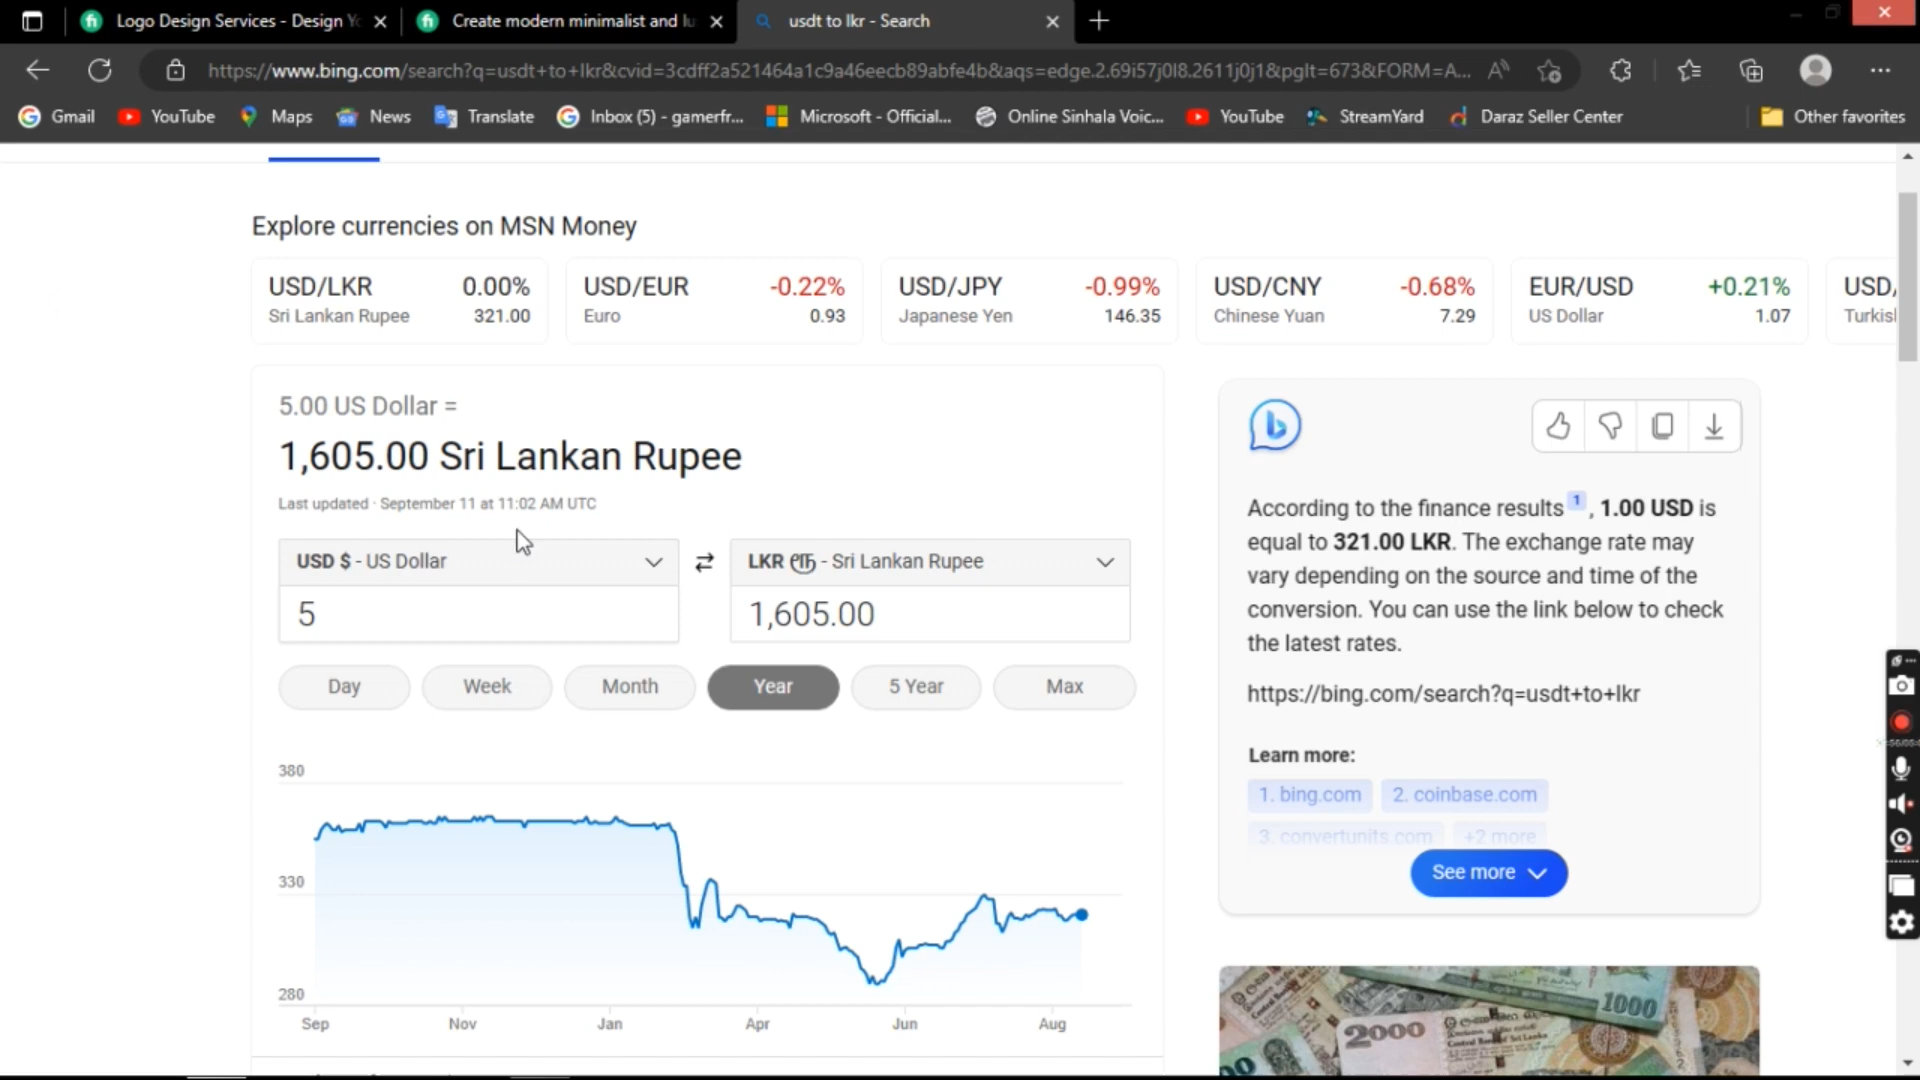 Logo Design Services - Design Y
Create modern minimalist and lu
usdt to lkr - Search
https://www.bing.com/search?q=usdt+to+lkr&cvid=3cdff2a521464a1c9a46eecb89abfe4b&aqs=edge.2.69i57j0l8.2611j0j1&pglt=673&FORM=A...
Gmail
YouTube
Maps
News
Translate
Inbox (5) - gamerfr...
Microsoft - Official...
Online Sinhala Voic...
YouTube
StreamYard
Daraz Seller Center
Other favorites
Explore currencies on MSN Money
USD/LKR 0.00%
Sri Lankan Rupee 321.00
USD/EUR -0.22%
Euro 0.93
USD/JPY -0.99%
Japanese Yen 146.35
USD/CNY -0.68%
Chinese Yuan 7.29
EUR/USD +0.21%
US Dollar 1.07
USD/
Turkis
5.00 US Dollar =
1,605.00 Sri Lankan Rupee
Last updated · September 11 at 11:02 AM UTC
USD $ - US Dollar
LKR රු - Sri Lankan Rupee
5
1,605.00
Day Week Month Year 5 Year Max
380
330
280
Sep Nov Jan Apr Jun Aug
According to the finance results 1 , 1.00 USD is
equal to 321.00 LKR. The exchange rate may
vary depending on the source and time of the
conversion. You can use the link below to check
the latest rates.
https://bing.com/search?q=usdt+to+lkr
Learn more:
1. bing.com 2. coinbase.com
3. convertunits.com +2 more
See more
1000
2000